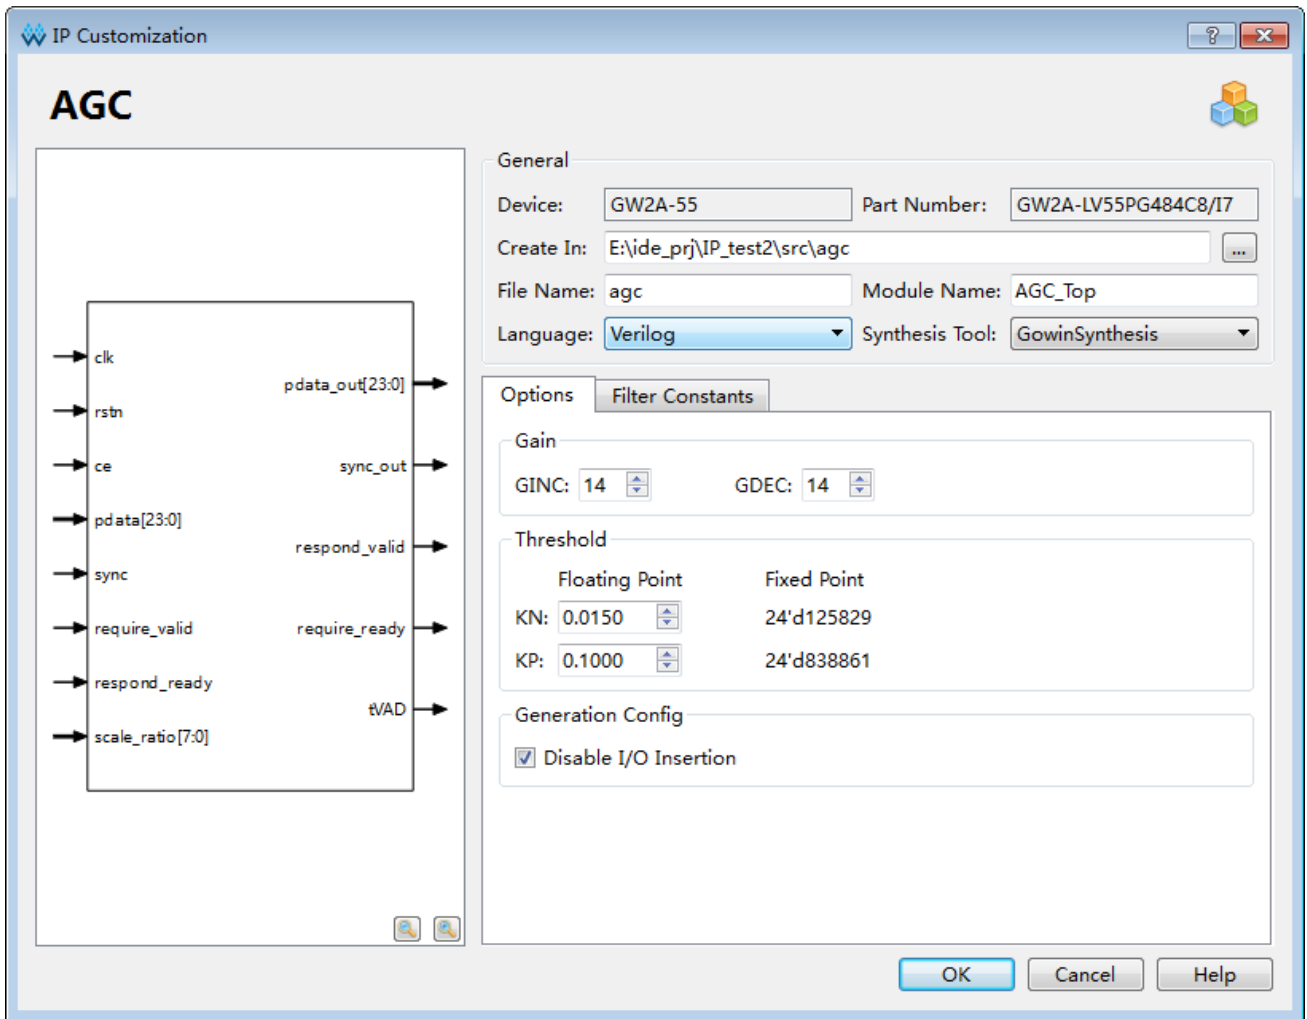 IP Customization
AGC
clk
rstn
ce
pdata[23:0]
sync
require_valid
respond_ready
scale_ratio[7:0]
pdata_out[23:0]
sync_out
respond_valid
require_ready
tVAD
General
Device: GW2A-55 Part Number: GW2A-LV55PG484C8/I7
Create In: E:\ide_prj\IP_test2\src\agc ...
File Name: agc Module Name: AGC_Top
Language: Verilog Synthesis Tool: GowinSynthesis
Options Filter Constants
Gain
GINC: 14 GDEC: 14
Threshold
Floating Point Fixed Point
KN: 0.0150 24'd125829
KP: 0.1000 24'd838861
Generation Config
Disable I/O Insertion
OK Cancel Help